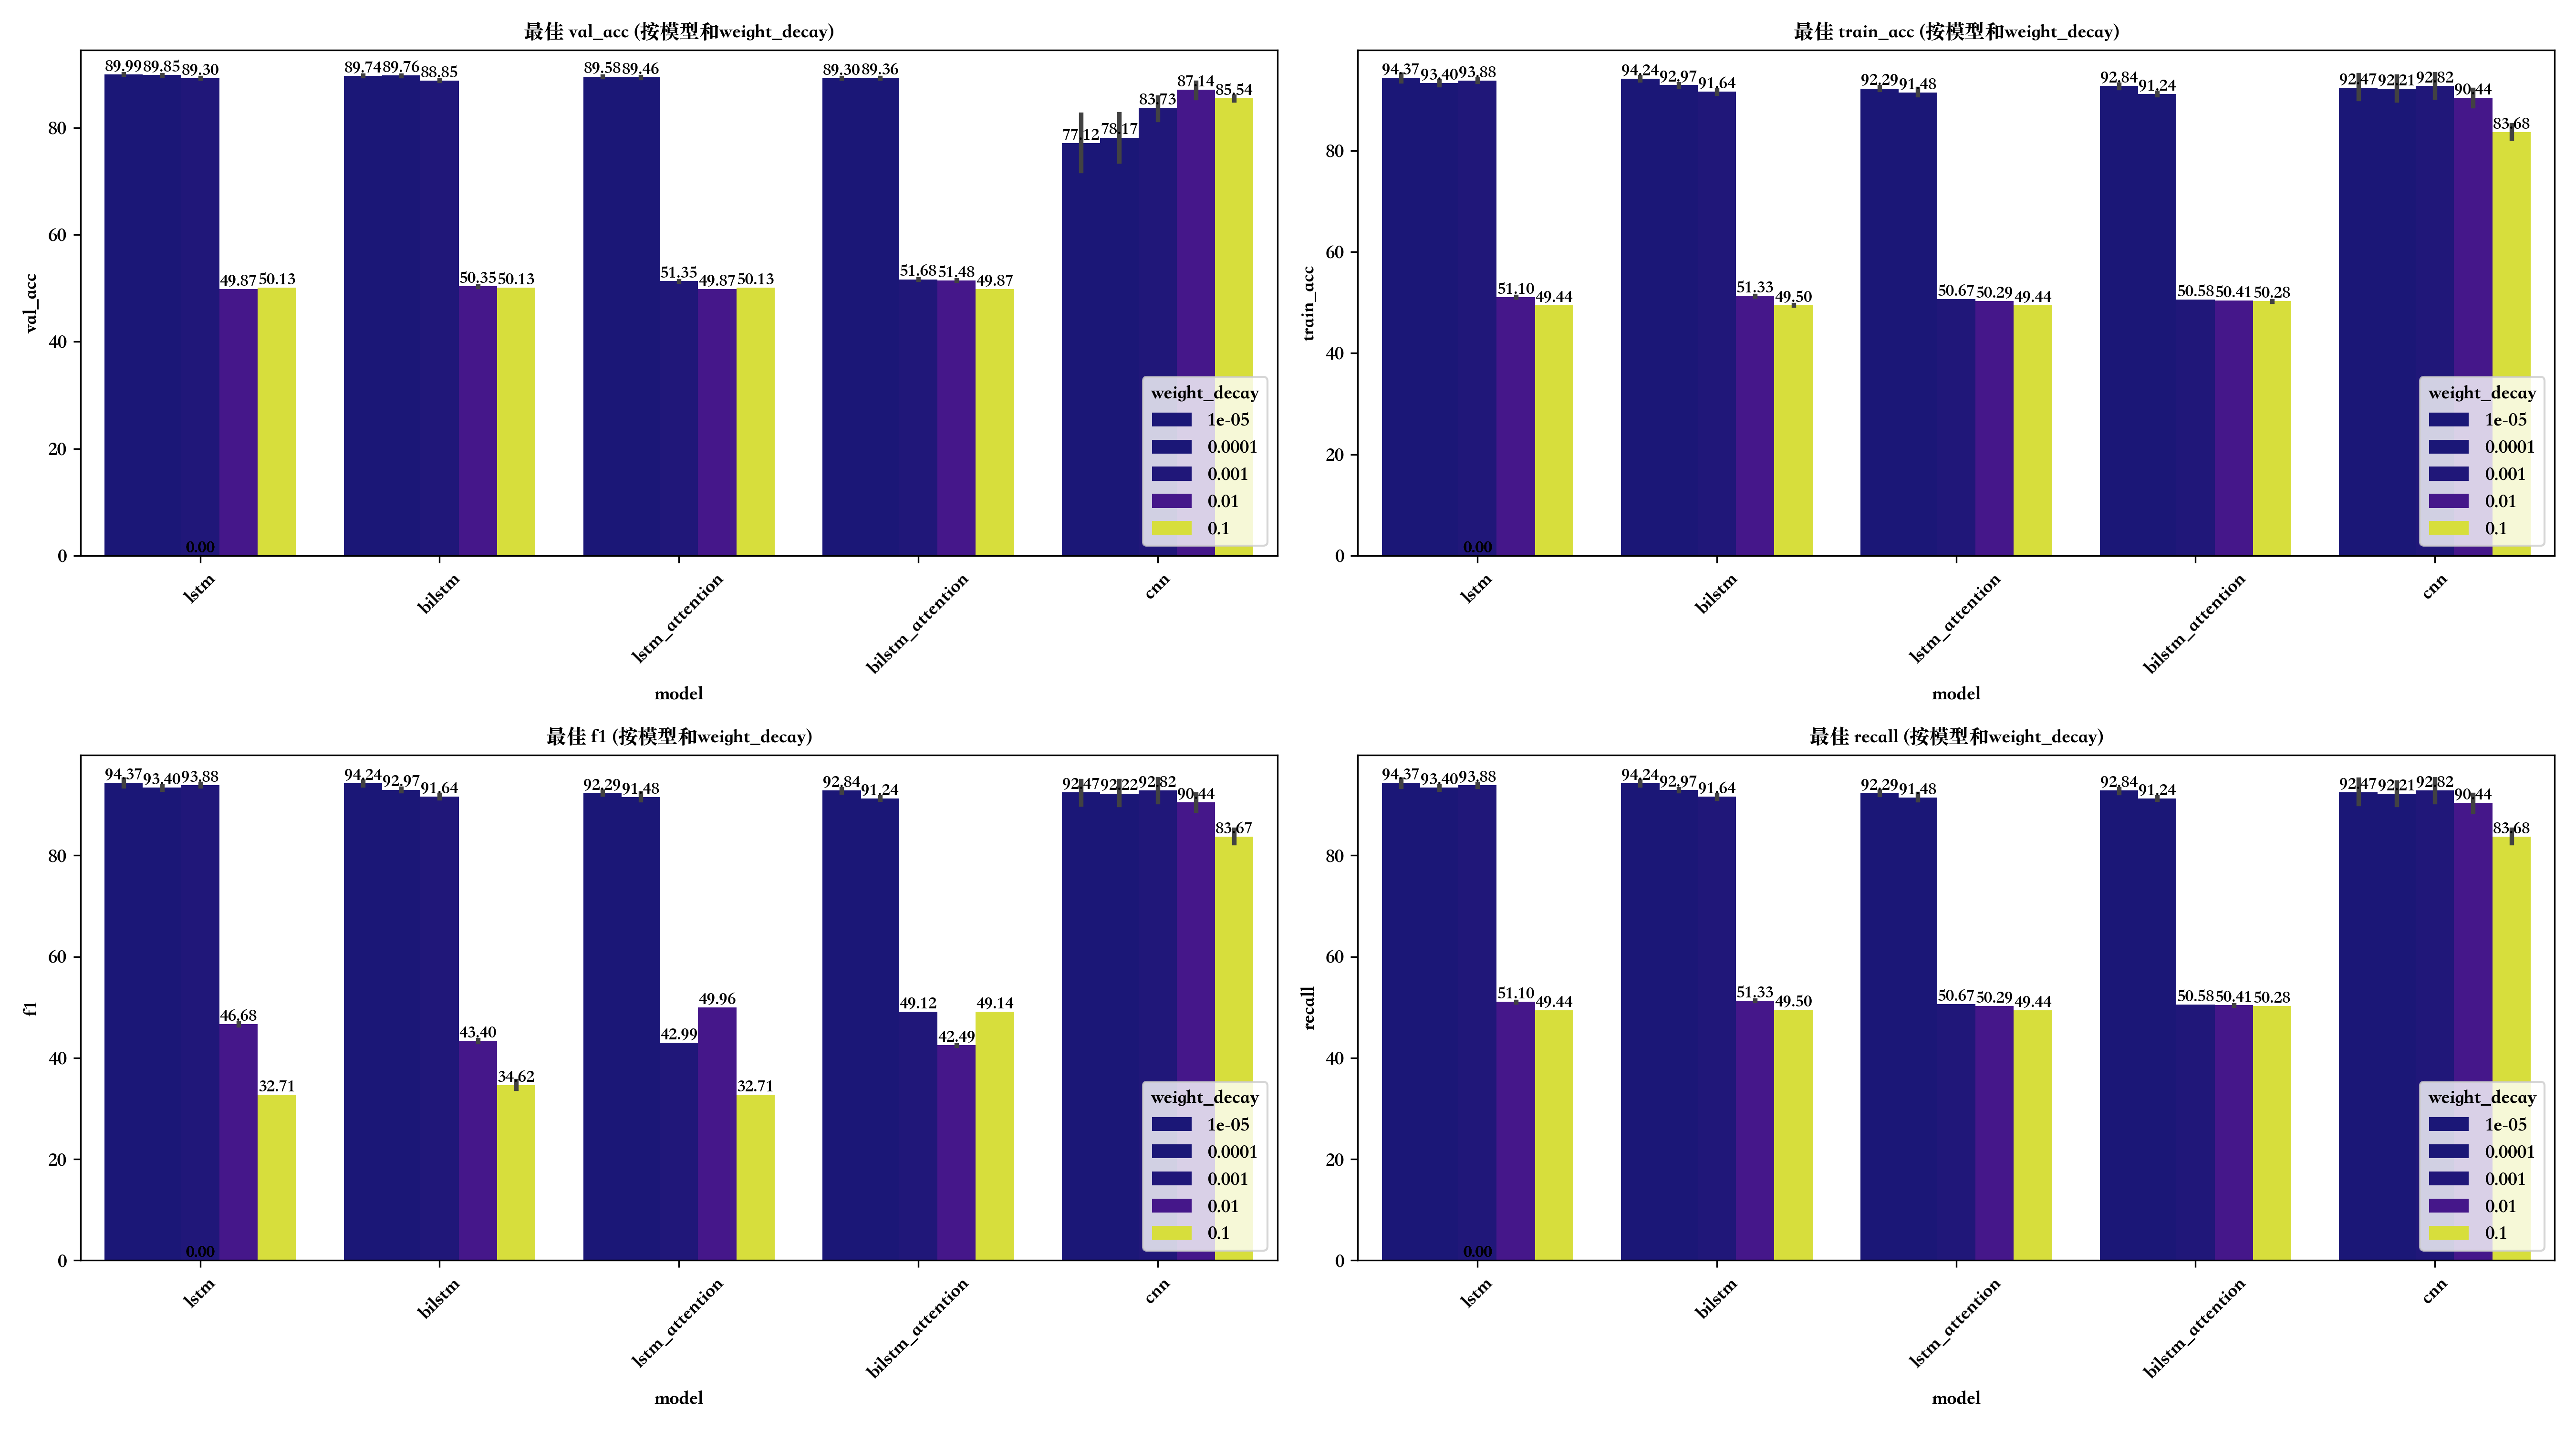 最佳 val_acc (按模型和weight_decay)
89.99 89.85 89.30 49.87 50.13 0.00
89.74 89.76 88.85 50.35 50.13
89.58 89.46 51.35 49.87 50.13
89.30 89.36 51.68 51.48 49.87
77.12 78.17 83.73 87.14 85.54
val_acc
80
60
40
20
0
weight_decay
1e-05
0.0001
0.001
0.01
0.1
lstm
bilstm
lstm_attention
bilstm_attention
cnn
model
最佳 train_acc (按模型和weight_decay)
94.37 93.40 93.88 51.10 49.44 0.00
94.24 92.97 91.64 51.33 49.50
92.29 91.48 50.67 50.29 49.44
92.84 91.24 50.58 50.41 50.28
92.47 92.21 92.82 90.44 83.68
train_acc
80
60
40
20
0
weight_decay
1e-05
0.0001
0.001
0.01
0.1
lstm
bilstm
lstm_attention
bilstm_attention
cnn
model
最佳 f1 (按模型和weight_decay)
94.37 93.40 93.88 46.68 32.71 0.00
94.24 92.97 91.64 43.40 34.62
92.29 91.48 42.99 49.96 32.71
92.84 91.24 49.12 42.49 49.14
92.47 92.22 92.82 90.44 83.67
f1
80
60
40
20
0
weight_decay
1e-05
0.0001
0.001
0.01
0.1
lstm
bilstm
lstm_attention
bilstm_attention
cnn
model
最佳 recall (按模型和weight_decay)
94.37 93.40 93.88 51.10 49.44 0.00
94.24 92.97 91.64 51.33 49.50
92.29 91.48 50.67 50.29 49.44
92.84 91.24 50.58 50.41 50.28
92.47 92.21 92.82 90.44 83.68
recall
80
60
40
20
0
weight_decay
1e-05
0.0001
0.001
0.01
0.1
lstm
bilstm
lstm_attention
bilstm_attention
cnn
model